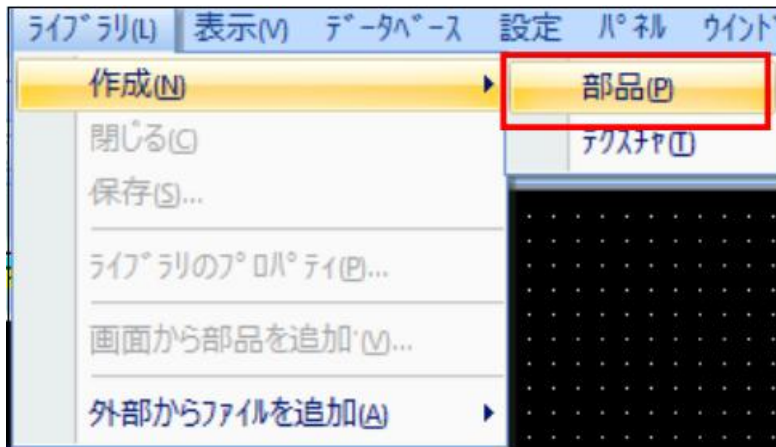 ﾗｲﾌﾞﾗﾘ(L) 表示(V) ﾃﾞｰﾀﾍﾞｰｽ 設定 ﾊﾟﾈﾙ ｳｲﾝﾄﾞ
作成(N)
部品(P)
閉じる(C)
ﾃｸｽﾁｬ(T)
保存(S)...
ﾗｲﾌﾞﾗﾘのﾌﾟﾛﾊﾟﾃｨ(P)...
画面から部品を追加(V)...
外部からﾌｧｲﾙを追加(A)